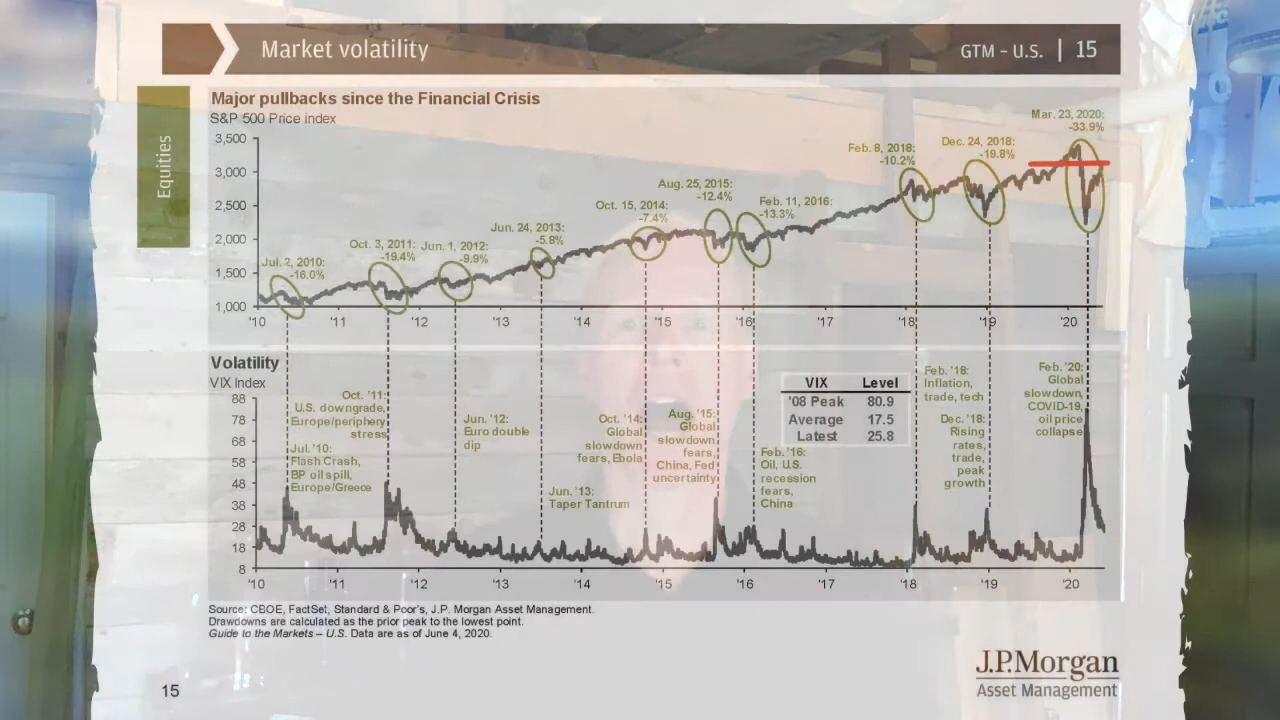 Market volatility
GTM – U.S. | 15
Equities
Major pullbacks since the Financial Crisis
S&P 500 Price index
3,500
3,000
2,500
2,000
1,500
1,000
Jul. 2, 2010:
-16.0%
Oct. 3, 2011:
-19.4%
Jun. 1, 2012:
-9.9%
Jun. 24, 2013:
-5.8%
Oct. 15, 2014:
-7.4%
Aug. 25, 2015:
-12.4%
Feb. 11, 2016:
-13.3%
Feb. 8, 2018:
-10.2%
Dec. 24, 2018:
-19.8%
Mar. 23, 2020:
-33.9%
'10 '11 '12 '13 '14 '15 '16 '17 '18 '19 '20
Volatility
VIX Index
88
78
68
58
48
38
28
18
8
Jul. '10:
Flash Crash,
BP oil spill,
Europe/Greece
Oct. '11:
U.S. downgrade,
Europe/periphery
stress
Jun. '12:
Euro double
dip
Jun. '13:
Taper Tantrum
Oct. '14:
Global
slowdown
fears, Ebola
Aug. '15:
Global
slowdown
fears,
China, Fed
uncertainty
Feb. '16:
Oil, U.S.
recession
fears,
China
VIX Level
'08 Peak 80.9
Average 17.5
Latest 25.8
Feb. '18:
Inflation,
trade, tech
Dec. '18:
Rising
rates,
trade,
peak
growth
Feb. '20:
Global
slowdown,
COVID-19,
oil price
collapse
'10 '11 '12 '13 '14 '15 '16 '17 '18 '19 '20
Source: CBOE, FactSet, Standard & Poor's, J.P. Morgan Asset Management.
Drawdowns are calculated as the prior peak to the lowest point.
Guide to the Markets – U.S. Data are as of June 4, 2020.
15
J.P.Morgan
Asset Management